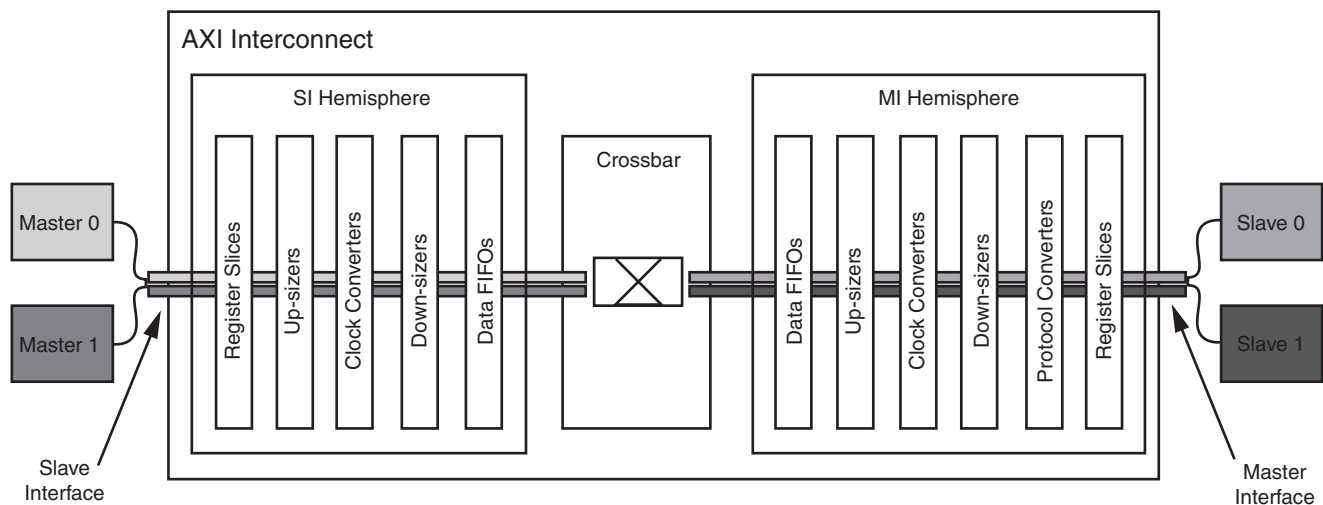 AXI Interconnect
SI Hemisphere
MI Hemisphere
Crossbar
Master 0
Master 1
Register Slices
Up-sizers
Clock Converters
Down-sizers
Data FIFOs
Data FIFOs
Up-sizers
Clock Converters
Down-sizers
Protocol Converters
Register Slices
Slave 0
Slave 1
Slave
Interface
Master
Interface